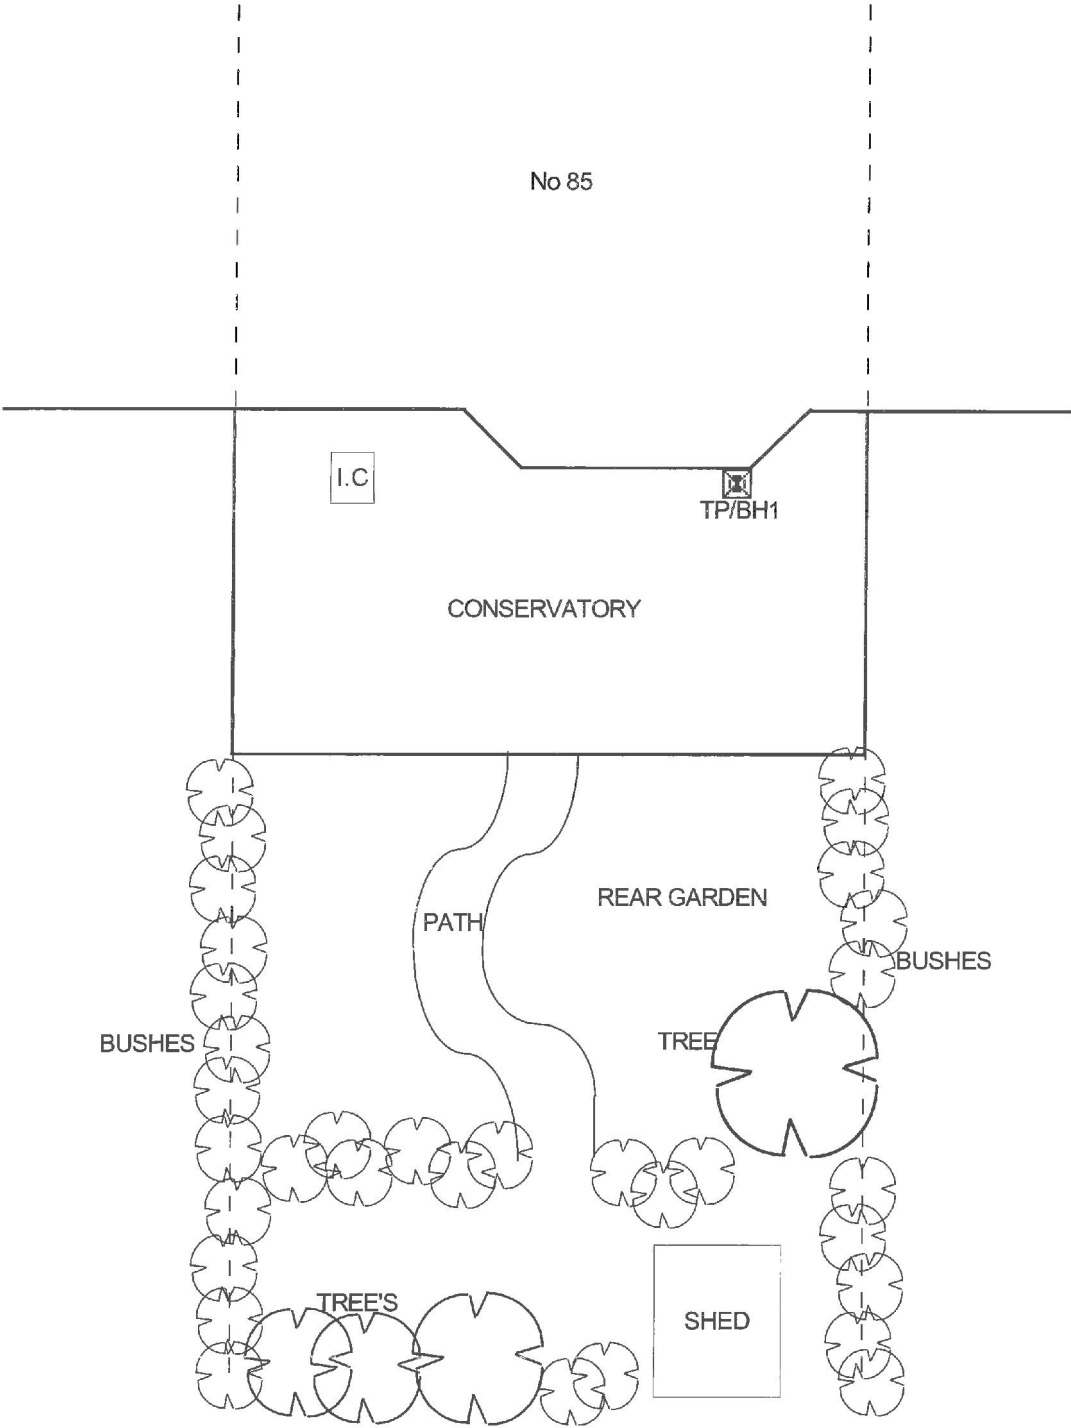 No 85
I.C
TP/BH1
CONSERVATORY
REAR GARDEN
PATH
BUSHES
TREE
BUSHES
TREE'S
SHED